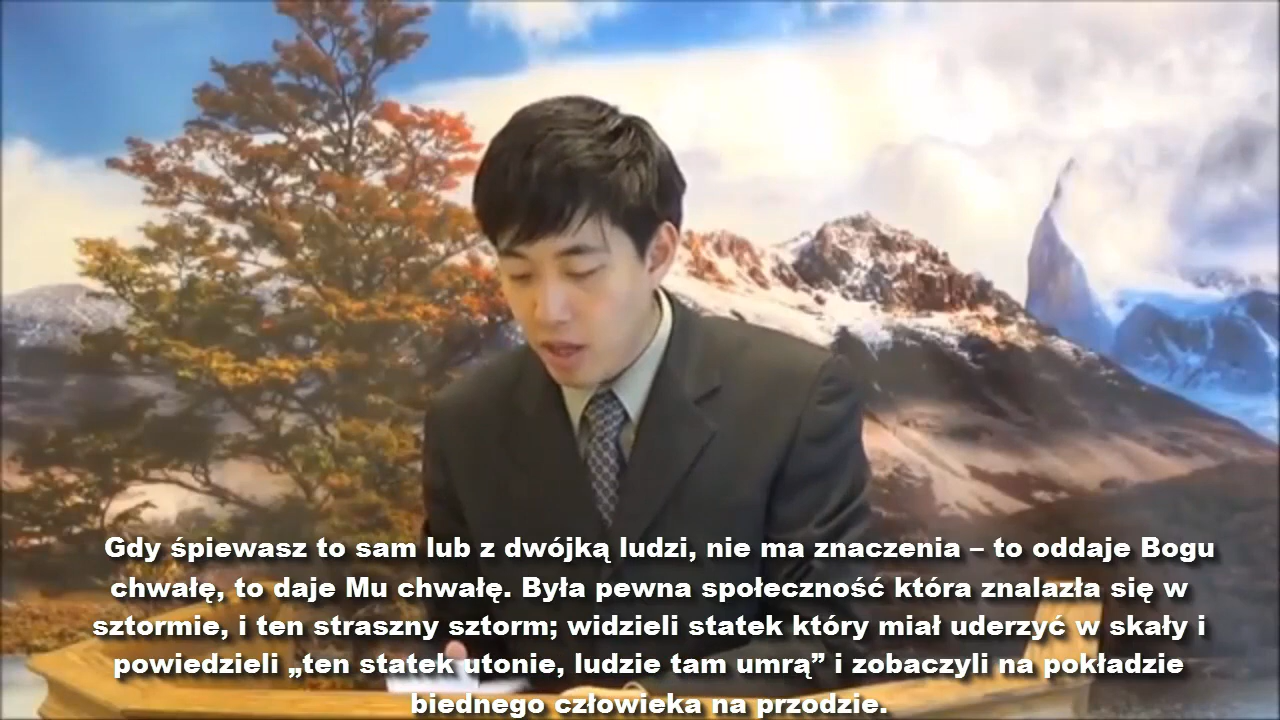 Gdy śpiewasz to sam lub z dwójką ludzi, nie ma znaczenia – to oddaje Bogu
chwałę, to daje Mu chwałę. Była pewna społeczność która znalazła się w
sztormie, i ten straszny sztorm; widzieli statek który miał uderzyć w skały i
powiedzieli „ten statek utonie, ludzie tam umrą” i zobaczyli na pokładzie
biednego człowieka na przodzie.